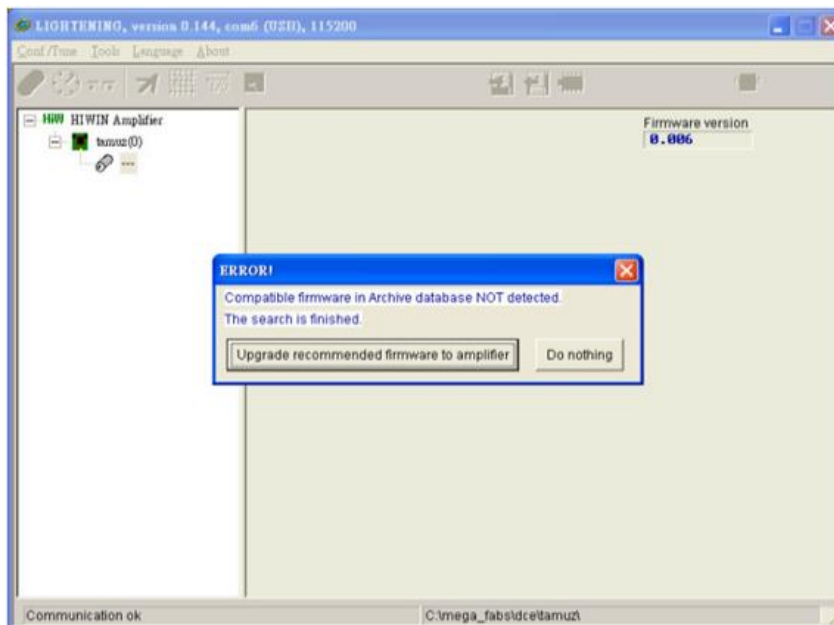 LIGHTENING, version 0.144, com6 (USB), 115200
Conf/Tune Tools Language About
HIWIN Amplifier
tamuz(0)
---
Firmware version
0.006
ERROR!
Compatible firmware in Archive database NOT detected.
The search is finished.
Upgrade recommended firmware to amplifier
Do nothing
Communication ok
C:\mega_fabs\dce\tamuz\